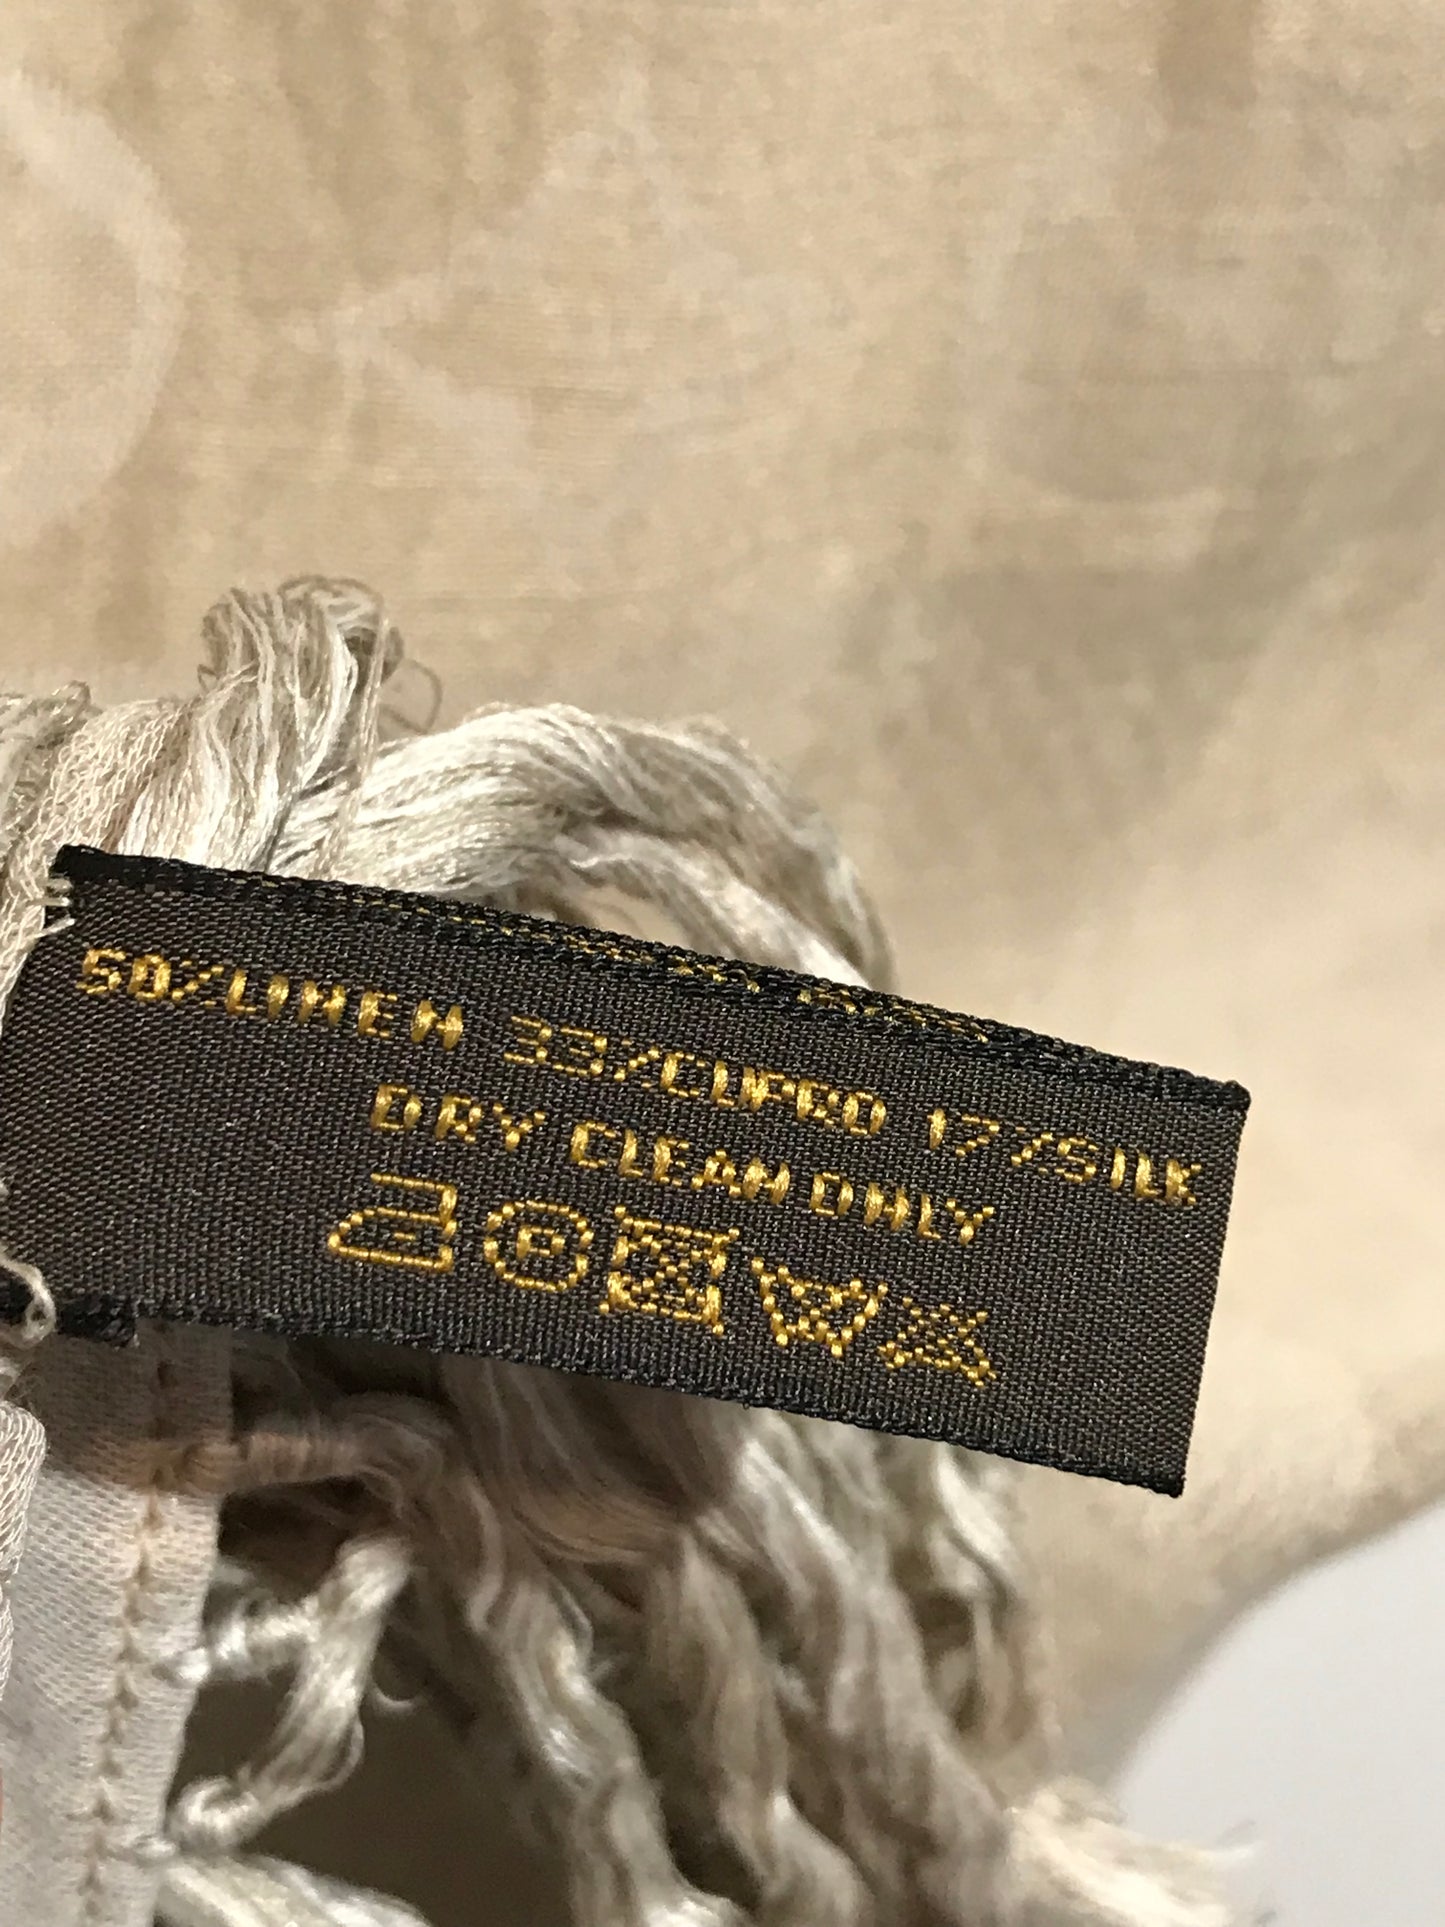 50%LINEN 33%CUPRO 17%SILK
DRY CLEAN ONLY
P